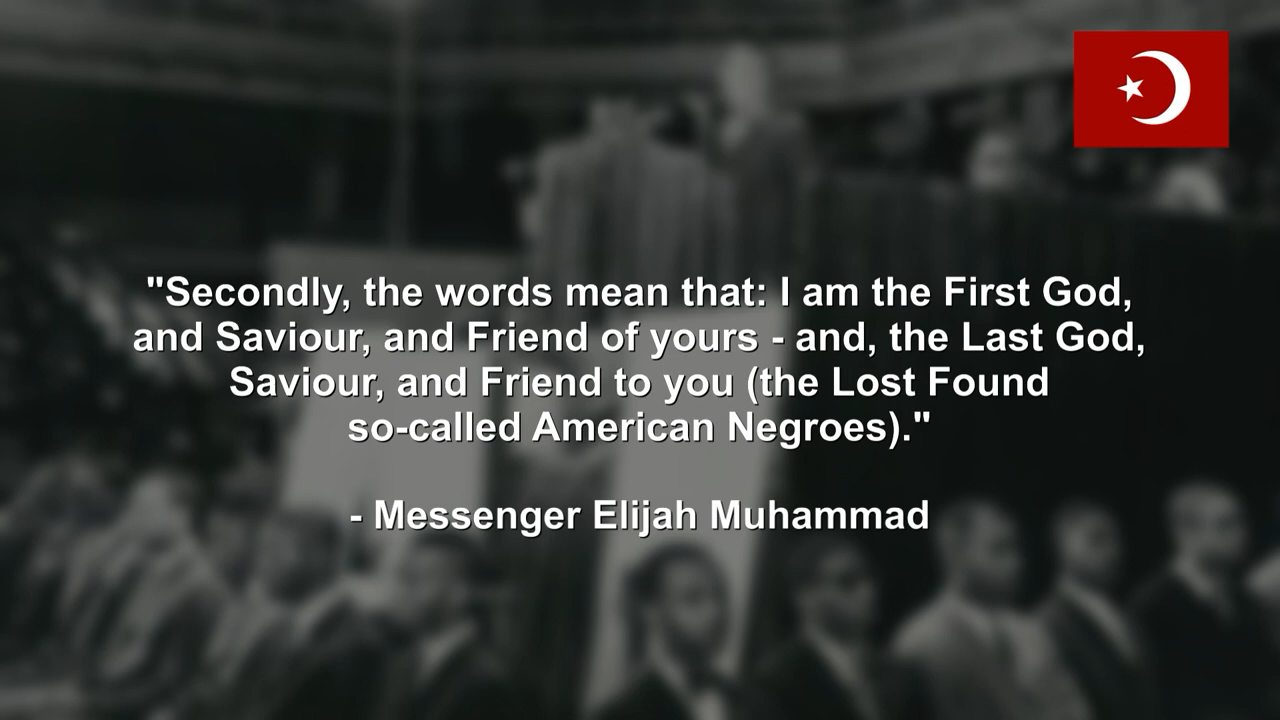 "Secondly, the words mean that: I am the First God,
and Saviour, and Friend of yours - and, the Last God,
Saviour, and Friend to you (the Lost Found
so-called American Negroes)."
- Messenger Elijah Muhammad